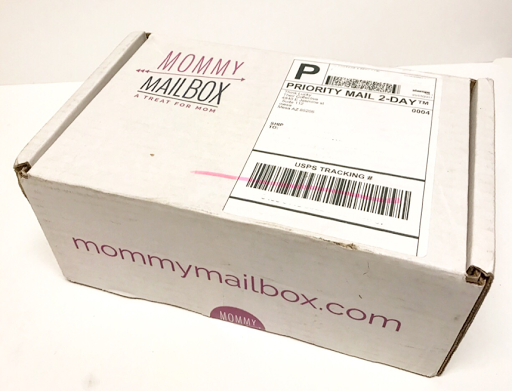 MOMMY
MAILBOX
A TREAT FOR MOM
P
PRIORITY MAIL 2-DAY™
0004
SHIP
TO:
USPS TRACKING #
mommymailbox.com
MOMMY